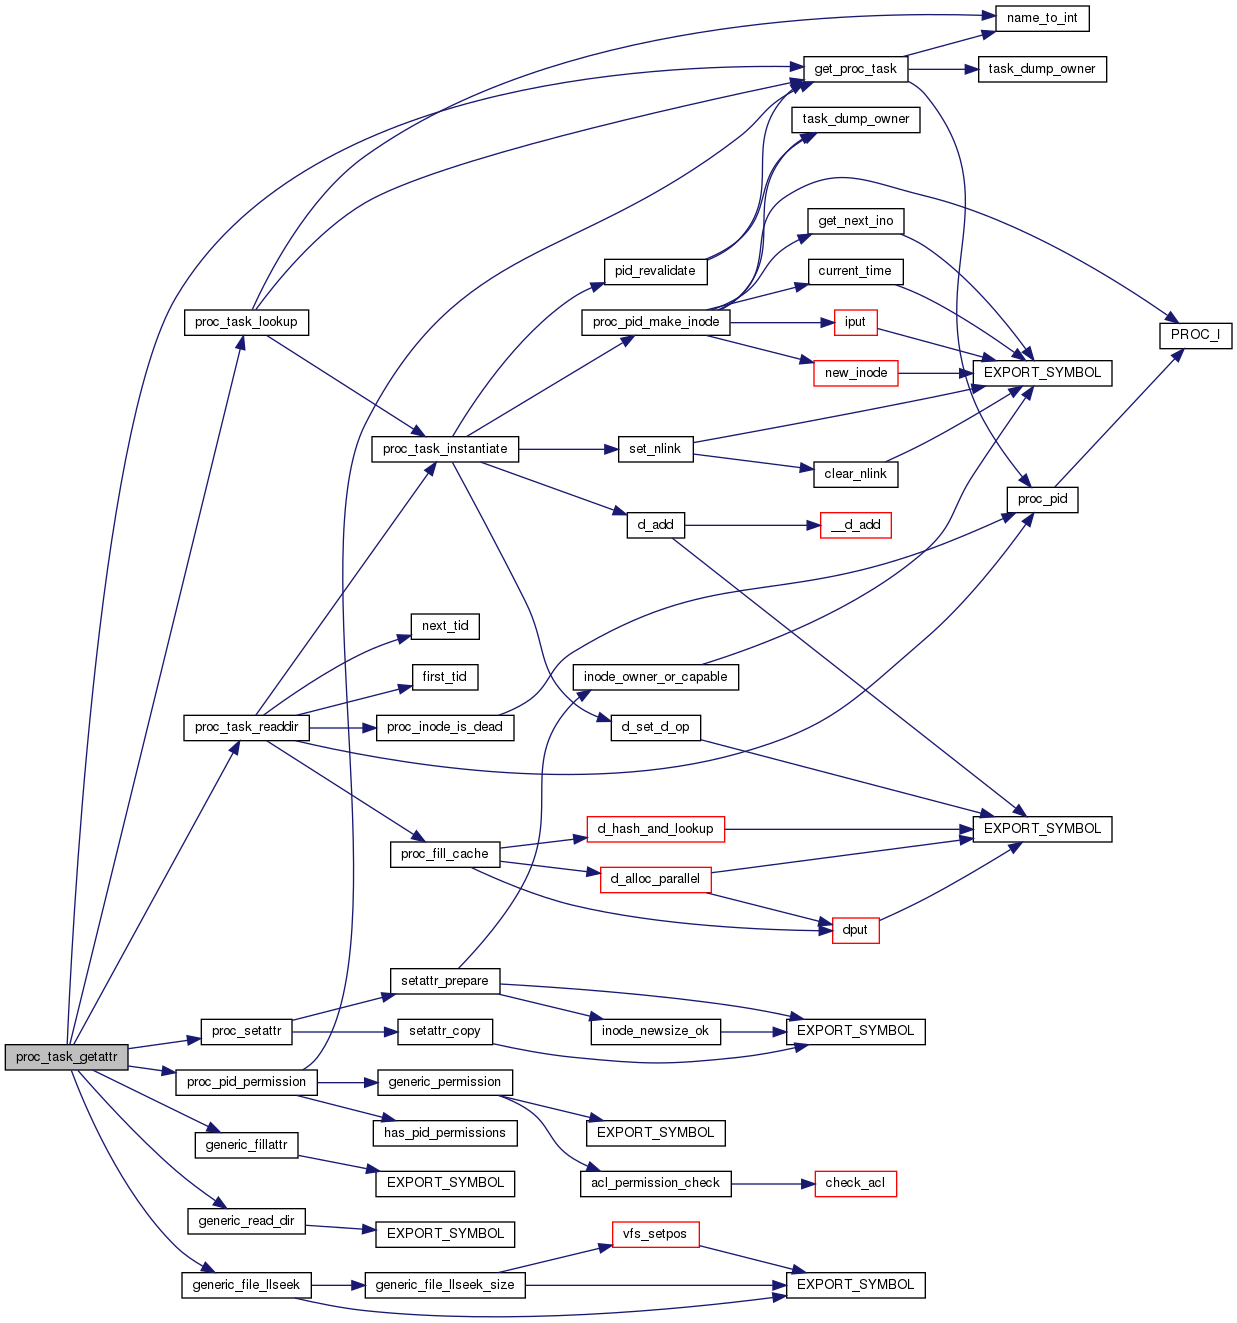 name_to_int
get_proc_task
task_dump_owner
task_dump_owner
get_next_ino
pid_revalidate
current_time
proc_task_lookup
proc_pid_make_inode
iput
PROC_I
new_inode
EXPORT_SYMBOL
proc_task_instantiate
set_nlink
clear_nlink
proc_pid
d_add
__d_add
next_tid
first_tid
inode_owner_or_capable
proc_task_readdir
proc_inode_is_dead
d_set_d_op
d_hash_and_lookup
EXPORT_SYMBOL
proc_fill_cache
d_alloc_parallel
dput
setattr_prepare
proc_setattr
setattr_copy
inode_newsize_ok
EXPORT_SYMBOL
proc_task_getattr
proc_pid_permission
generic_permission
has_pid_permissions
EXPORT_SYMBOL
generic_fillattr
EXPORT_SYMBOL
acl_permission_check
check_acl
generic_read_dir
EXPORT_SYMBOL
vfs_setpos
generic_file_llseek
generic_file_llseek_size
EXPORT_SYMBOL